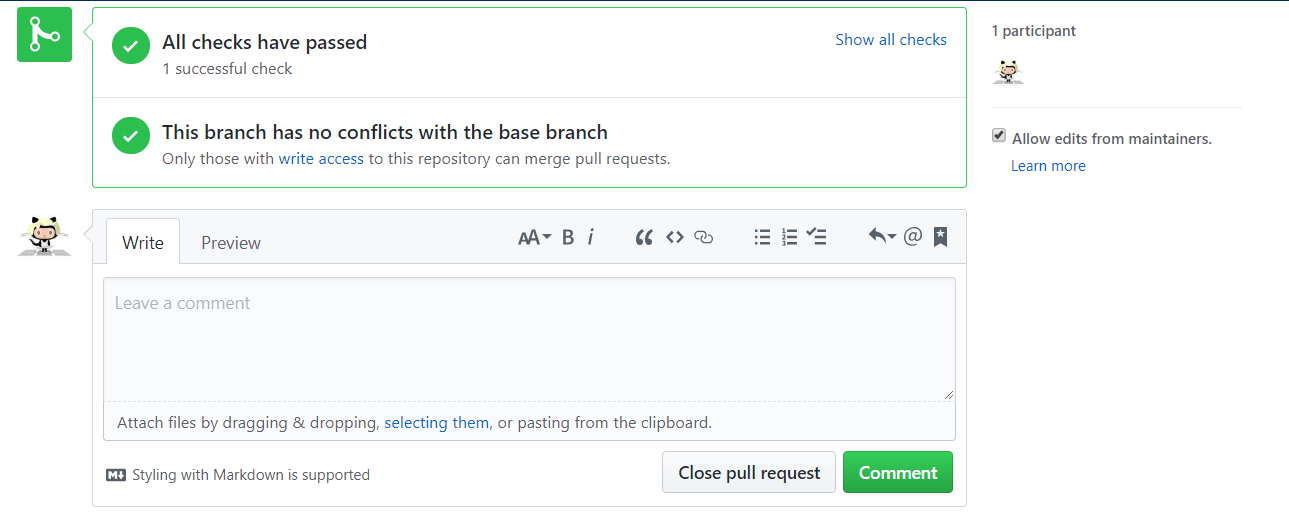 All checks have passed
1 successful check
Show all checks
This branch has no conflicts with the base branch
Only those with write access to this repository can merge pull requests.
1 participant
Allow edits from maintainers.
Learn more
Write
Preview
AA B i
@
Leave a comment
Attach files by dragging & dropping, selecting them, or pasting from the clipboard.
M Styling with Markdown is supported
Close pull request
Comment